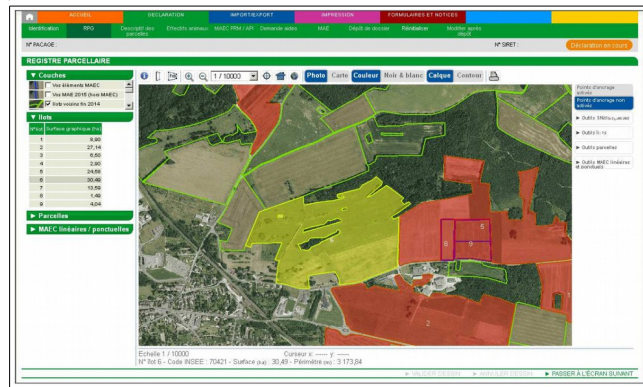 ACCUEIL DECLARATION IMPORT/EXPORT IMPRESSION FORMULAIRES ET NOTICES
Identification RPG Descriptif des parcelles Effectifs animaux MAEC PRM / API Demande aides MAE Dépôt de dossier Réinitialiser Modifier après dépôt
N° PACAGE : N° SIRET : Déclaration en cours
REGISTRE PARCELLAIRE
▼ Couches
Vos éléments MAEC
Vos MAE 2015 (hors MAEC)
Ilots voisins fin 2014
▼ Ilots
N°Ilot Surface graphique (ha)
1 6,90
2 27,14
3 6,50
4 2,90
5 24,59
6 30,49
7 13,59
8 1,49
9 4,04
► Parcelles
► MAEC linéaires / ponctuelles
1 / 10000 Photo Carte Couleur Noir & blanc Calque Contour
Points d'ancrage activés
Points d'ancrage non activés
► Outils îlots
► Outils parcelles
► Outils MAEC linéaires et ponctuels
5
6
8
9
2
Echelle 1 / 10000 Curseur x: ----- y: -----
N° Ilot 6 - Code INSEE : 70421 - Surface (ha) : 30,49 - Périmètre (m) : 3 173,84
► VALIDER DESSIN ► ANNULER DESSIN ► PASSER À L'ÉCRAN SUIVANT